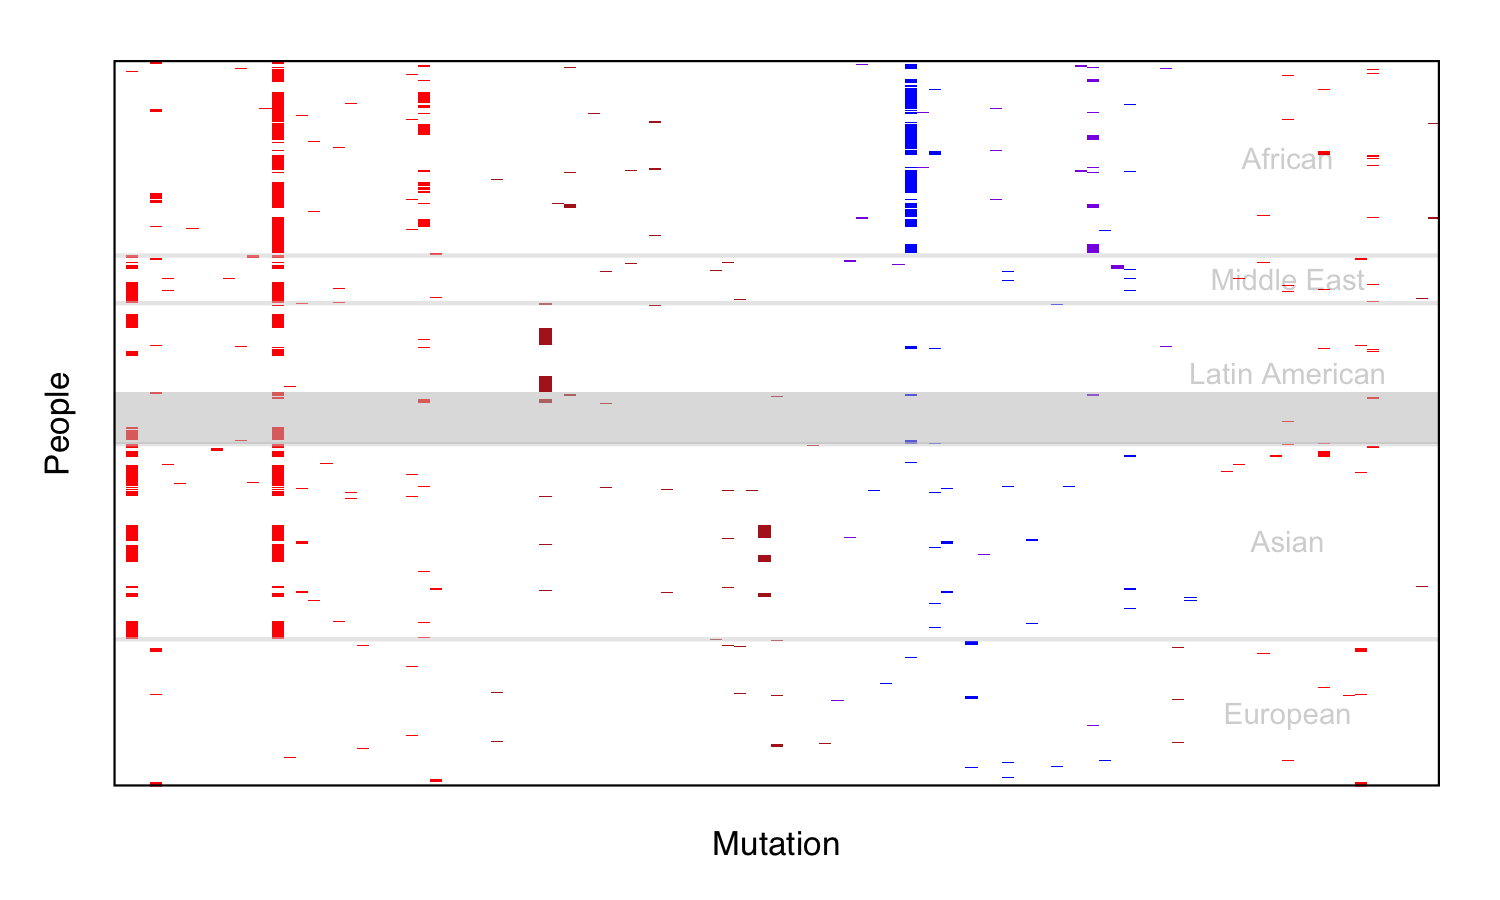 African
Middle East
Latin American
People
Asian
European
Mutation